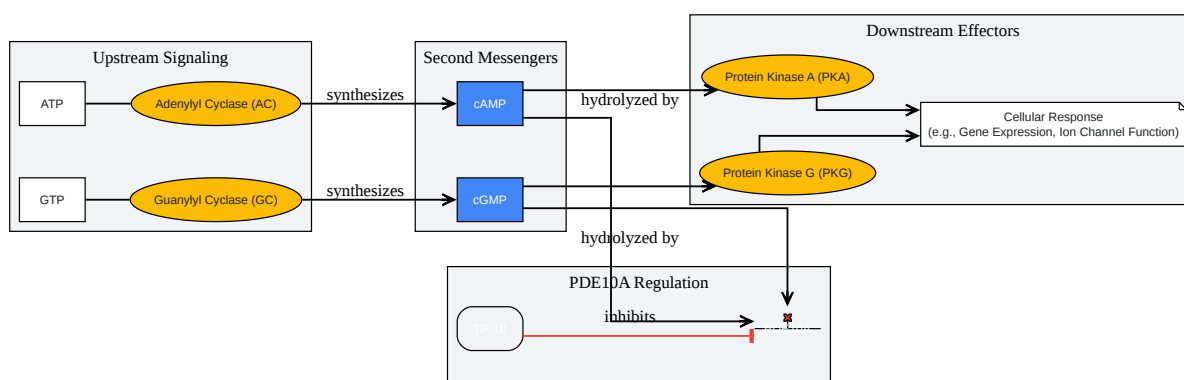 Upstream Signaling
Second Messengers
Downstream Effectors
ATP
Adenylyl Cyclase (AC)
synthesizes
cAMP
hydrolyzed by
Protein Kinase A (PKA)
Cellular Response
(e.g., Gene Expression, Ion Channel Function)
GTP
Guanylyl Cyclase (GC)
synthesizes
cGMP
Protein Kinase G (PKG)
hydrolyzed by
PDE10A Regulation
TP-10
inhibits